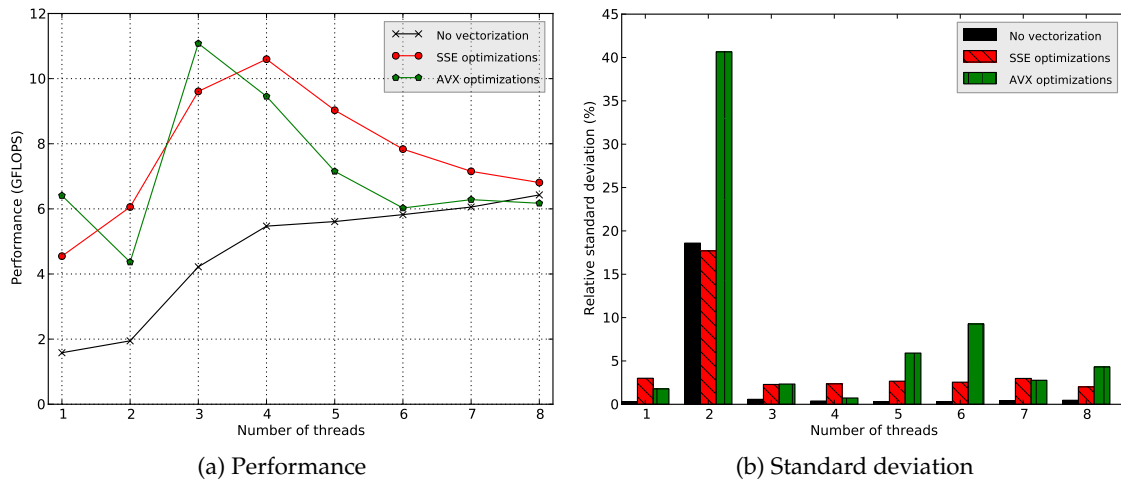 12
10
8
6
4
2
0
Performance (GFLOPS)
No vectorization
SSE optimizations
AVX optimizations
1 2 3 4 5 6 7 8
Number of threads
(a) Performance
45
40
35
30
25
20
15
10
5
0
Relative standard deviation (%)
No vectorization
SSE optimizations
AVX optimizations
1 2 3 4 5 6 7 8
Number of threads
(b) Standard deviation